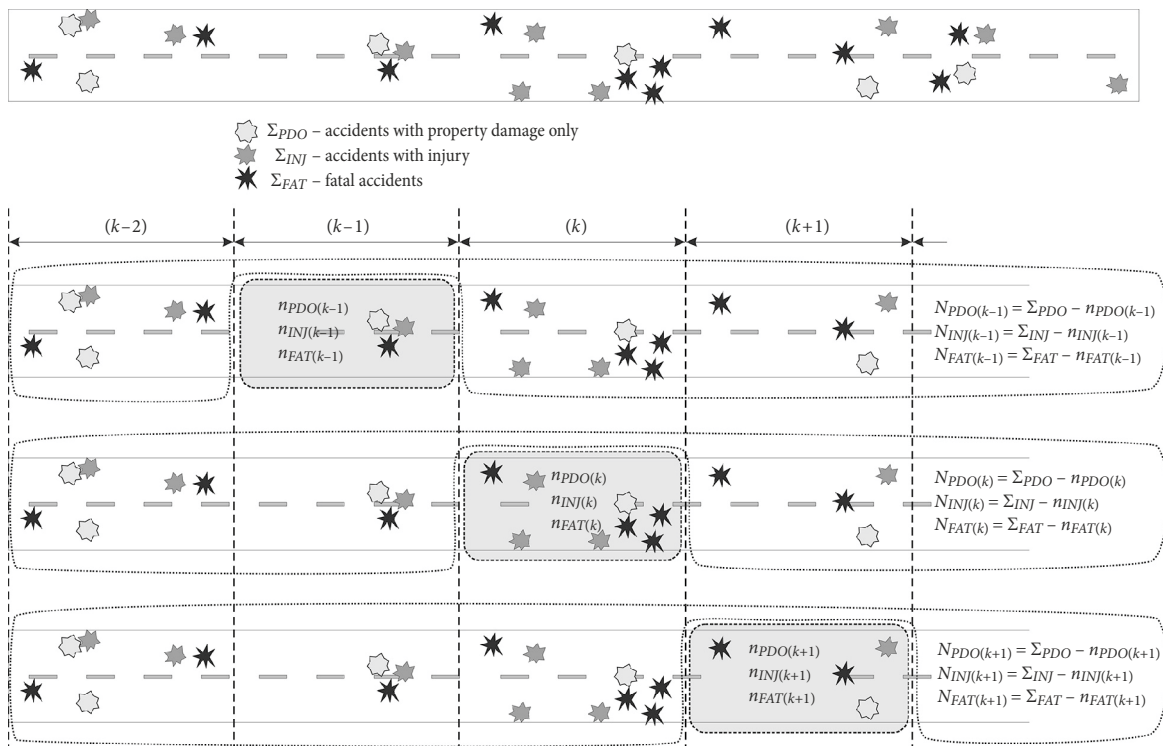 Σ_PDO – accidents with property damage only
Σ_INJ – accidents with injury
Σ_FAT – fatal accidents
(k–2) (k–1) (k) (k+1)
n_PDO(k–1)
n_INJ(k–1)
n_FAT(k–1)
N_PDO(k–1) = Σ_PDO – n_PDO(k–1)
N_INJ(k–1) = Σ_INJ – n_INJ(k–1)
N_FAT(k–1) = Σ_FAT – n_FAT(k–1)
n_PDO(k)
n_INJ(k)
n_FAT(k)
N_PDO(k) = Σ_PDO – n_PDO(k)
N_INJ(k) = Σ_INJ – n_INJ(k)
N_FAT(k) = Σ_FAT – n_FAT(k)
n_PDO(k+1)
n_INJ(k+1)
n_FAT(k+1)
N_PDO(k+1) = Σ_PDO – n_PDO(k+1)
N_INJ(k+1) = Σ_INJ – n_INJ(k+1)
N_FAT(k+1) = Σ_FAT – n_FAT(k+1)